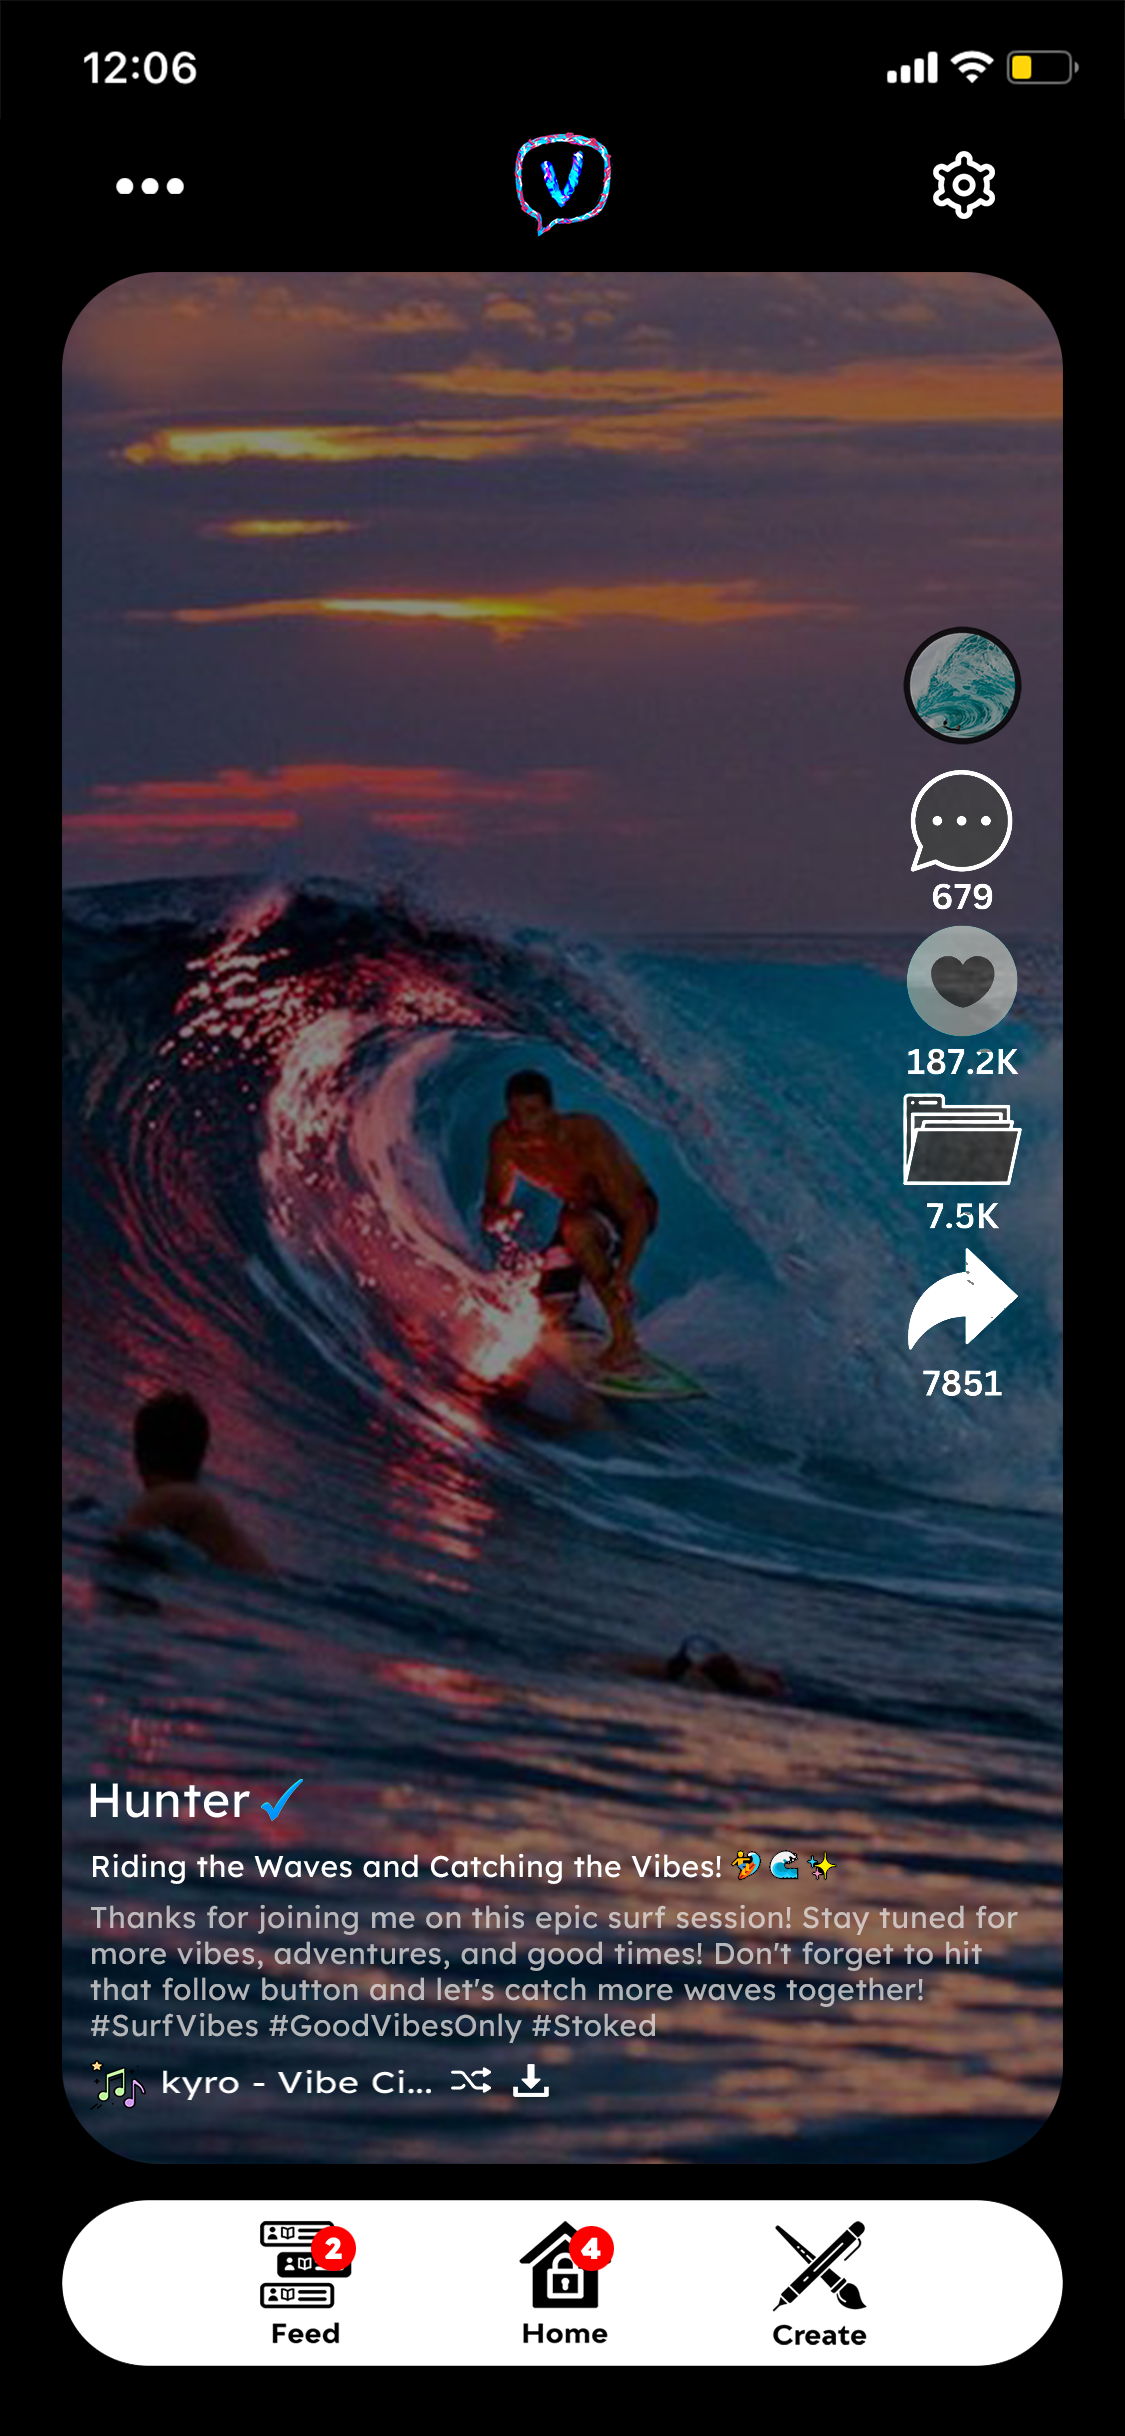 12:06
V
679
187.2K
7.5K
7851
Hunter
Riding the Waves and Catching the Vibes! 🏄🌊✨
Thanks for joining me on this epic surf session! Stay tuned for
more vibes, adventures, and good times! Don't forget to hit
that follow button and let's catch more waves together!
#SurfVibes #GoodVibesOnly #Stoked
kyro - Vibe Ci...
2
4
Feed
Home
Create